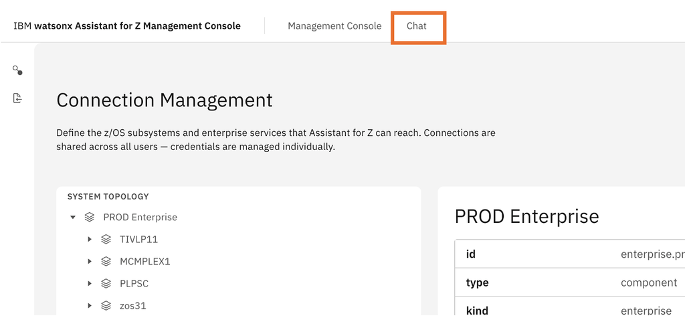 IBM watsonx Assistant for Z Management Console
Management Console
Chat
Connection Management
Define the z/OS subsystems and enterprise services that Assistant for Z can reach. Connections are
shared across all users — credentials are managed individually.
SYSTEM TOPOLOGY
PROD Enterprise
TIVLP11
MCMPLEX1
PLPSC
zos31
PROD Enterprise
id enterprise.pr
type component
kind enterprise